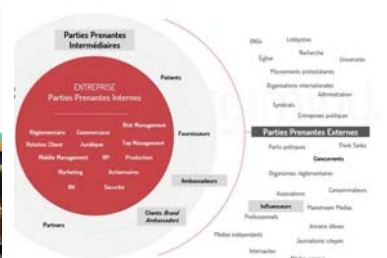 Parties Prenantes
Intermédiaires
ENTREPRISE
Parties Prenantes Internes
Patients
Risk Management
Réglementaire Commerciaux
Relation Client Juridique Top Management
Middle Management RP Production
Marketing Actionnaires
RH Sécurité
Fournisseurs
Ambassadeurs
Clients Brand
Ambassadors
Partners
ONGs Lobbyistes
Recherche
Eglise Universités
Mouvements protestataires
Organisations internationales
Administration
Syndicats
Entreprises publiques
Parties Prenantes Externes
Partis politiques Think Tanks
Concurrents
Organismes réglementaires
Associations Consommateurs
Influenceurs Mainstream Medias
Professionnels
Anciens élèves
Médias indépendants
Journalisme citoyen
Internautes